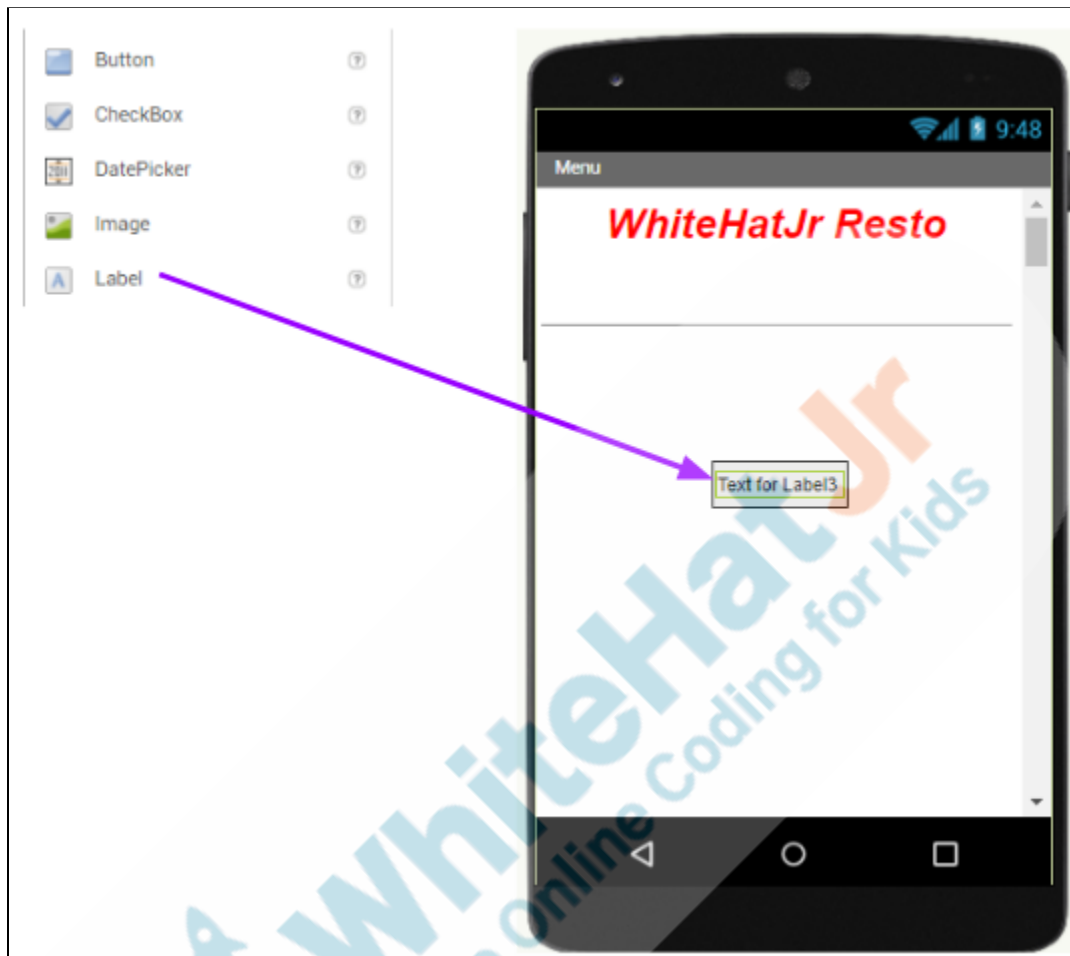 Button
CheckBox
DatePicker
Image
Label
9:48
Menu
WhiteHatJr Resto
Text for Label3
WhiteHat Jr
Online Coding for Kids